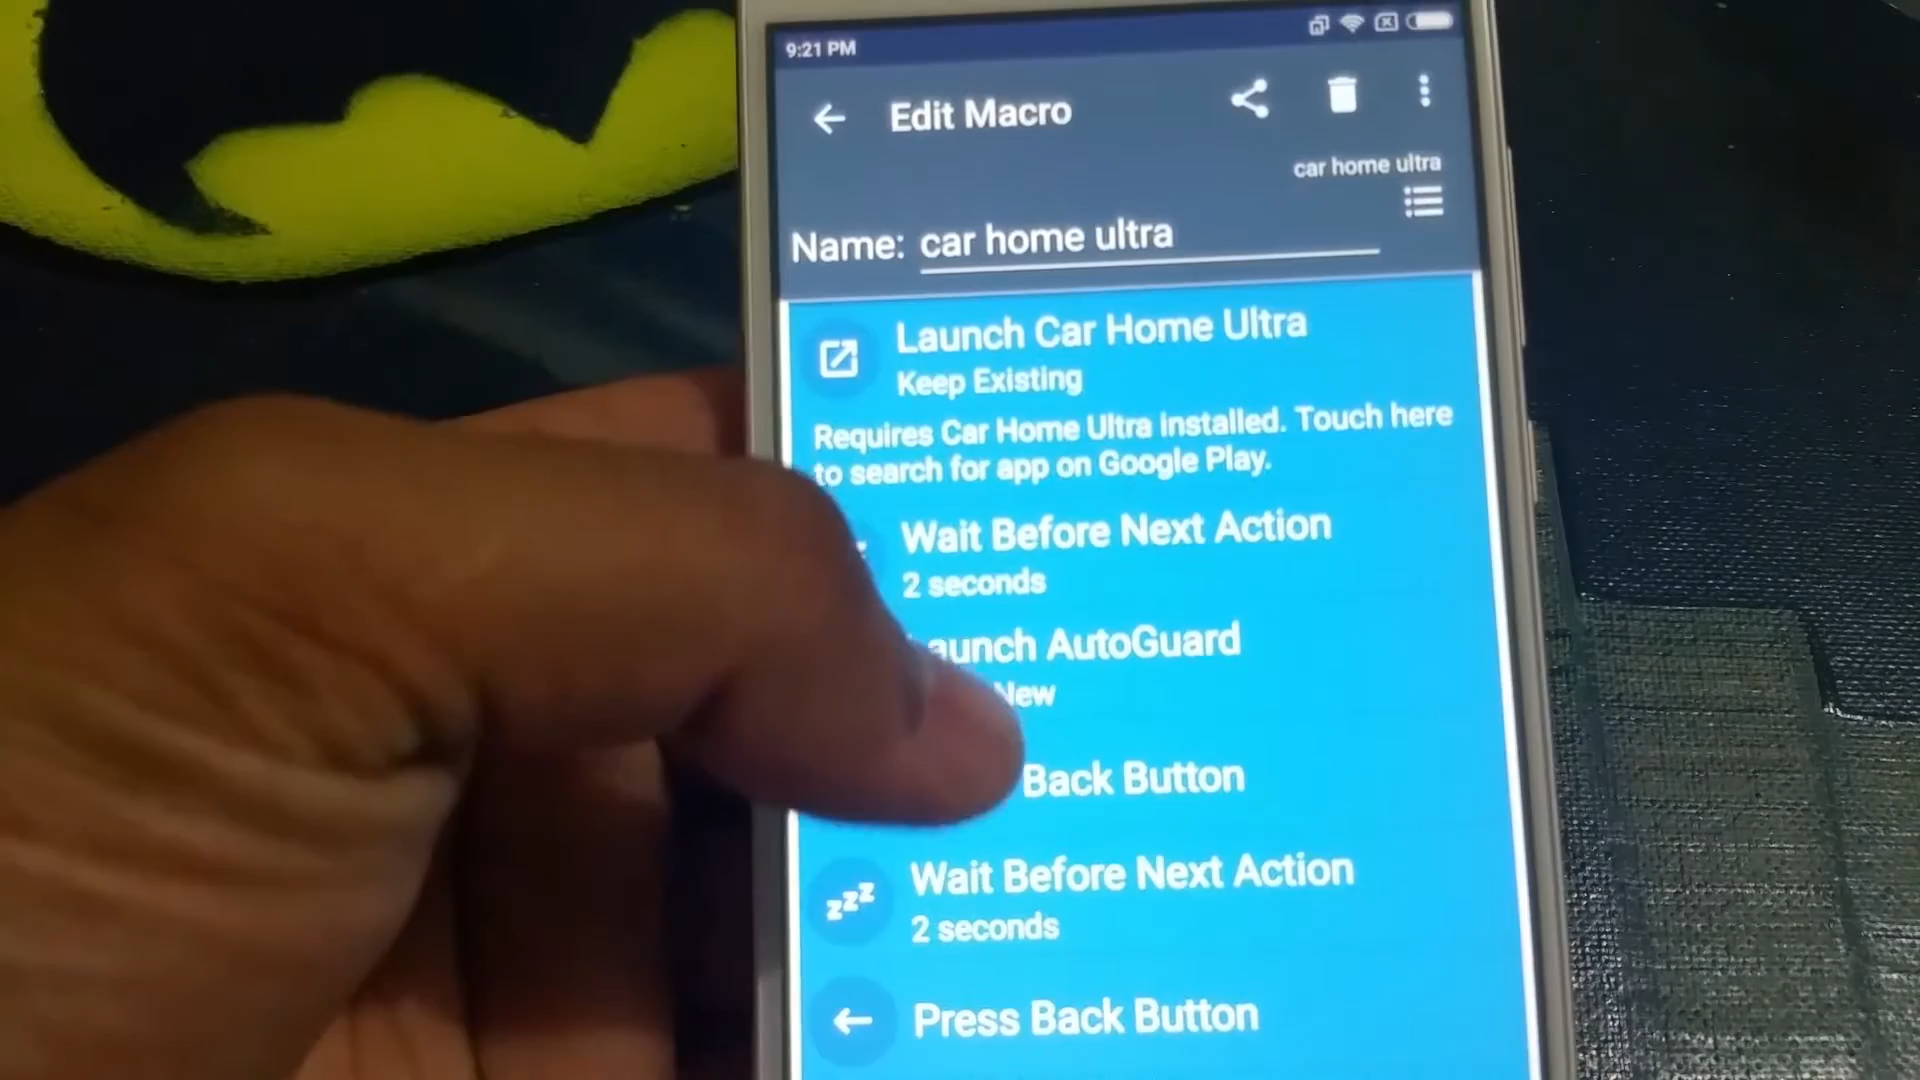 9:21 PM
Edit Macro
car home ultra
Name: car home ultra
Launch Car Home Ultra
Keep Existing
Requires Car Home Ultra installed. Touch here
to search for app on Google Play.
Wait Before Next Action
2 seconds
AutoGuard
New
Back Button
zzz
Wait Before Next Action
2 seconds
Press Back Button